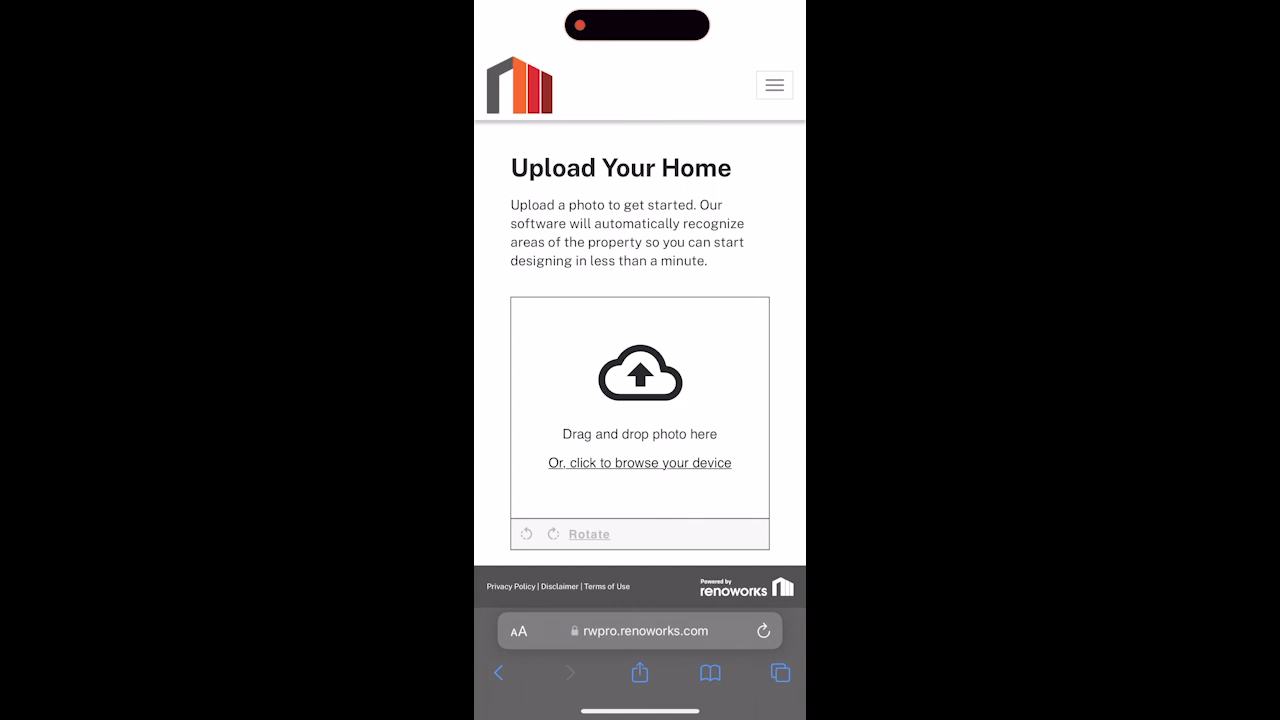 Upload Your Home
Upload a photo to get started. Our
software will automatically recognize
areas of the property so you can start
designing in less than a minute.
Drag and drop photo here
Or, click to browse your device
Rotate
Privacy Policy | Disclaimer | Terms of Use
Powered by
renoworks
AA rwpro.renoworks.com